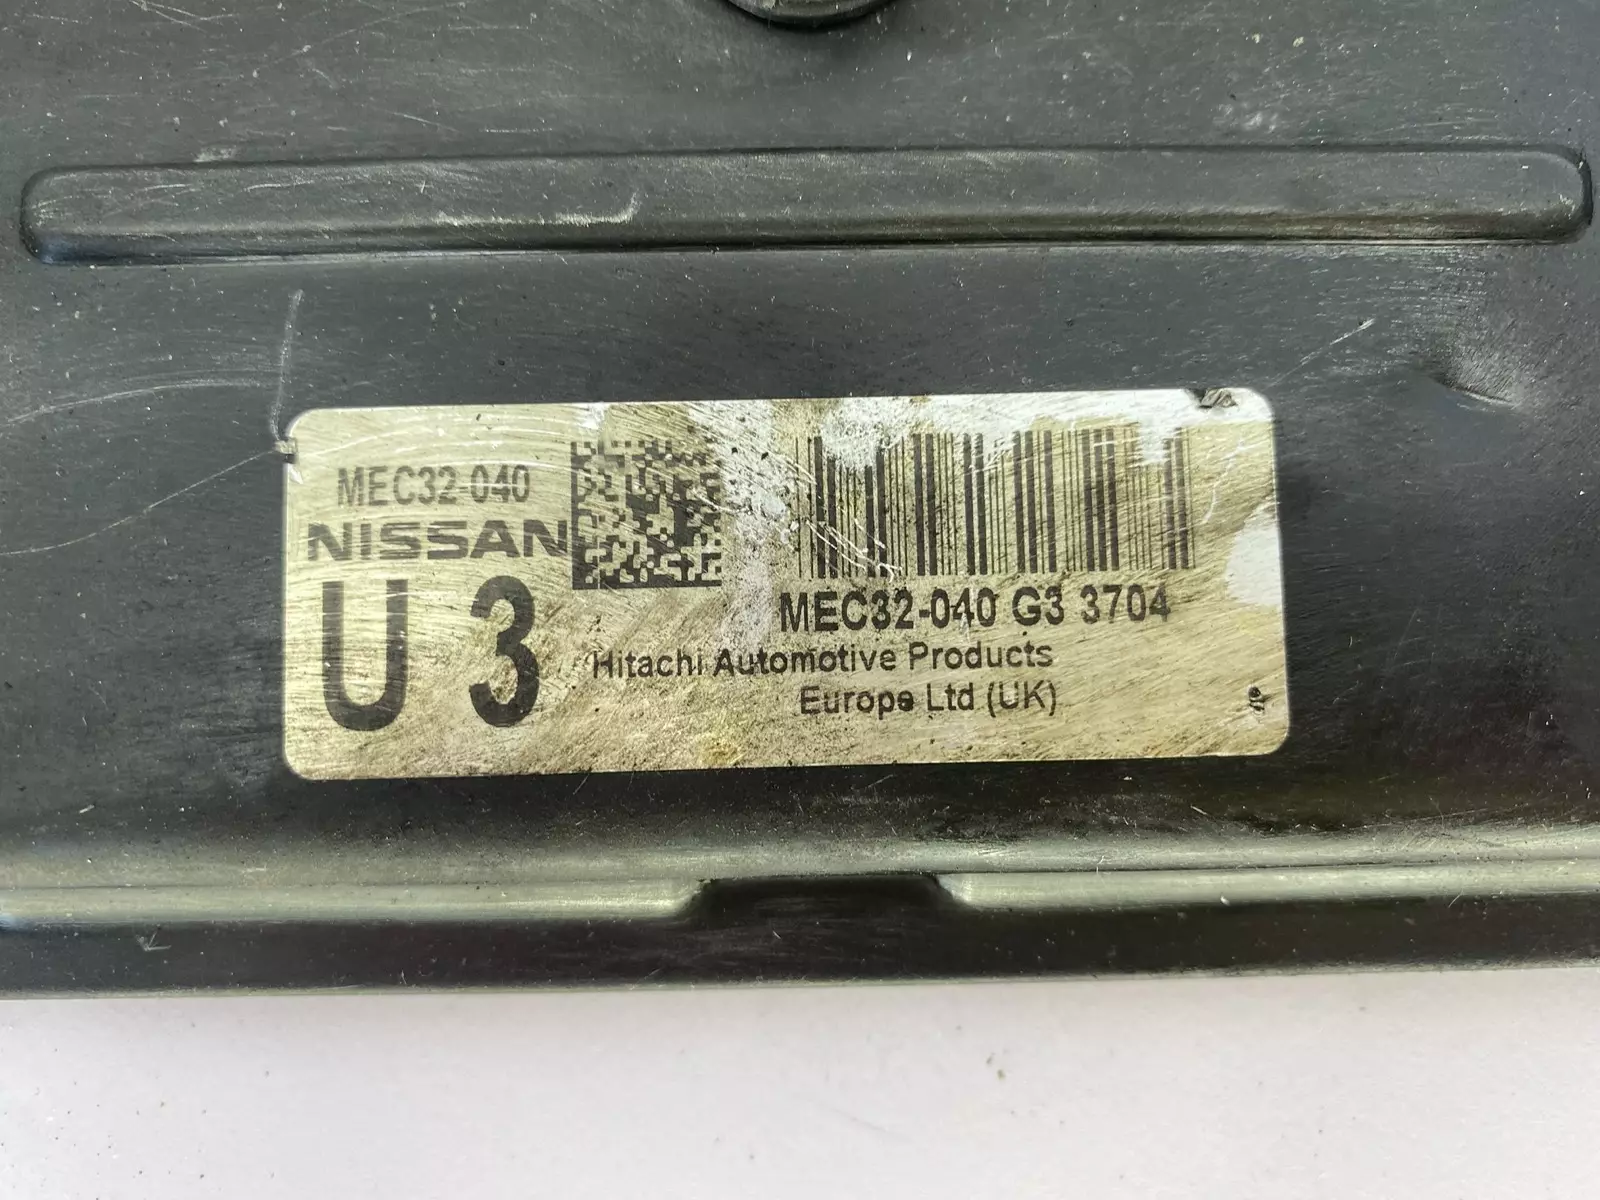 MEC32-040
NISSAN
U 3
MEC32-040 G3 3704
Hitachi Automotive Products
Europe Ltd (UK)